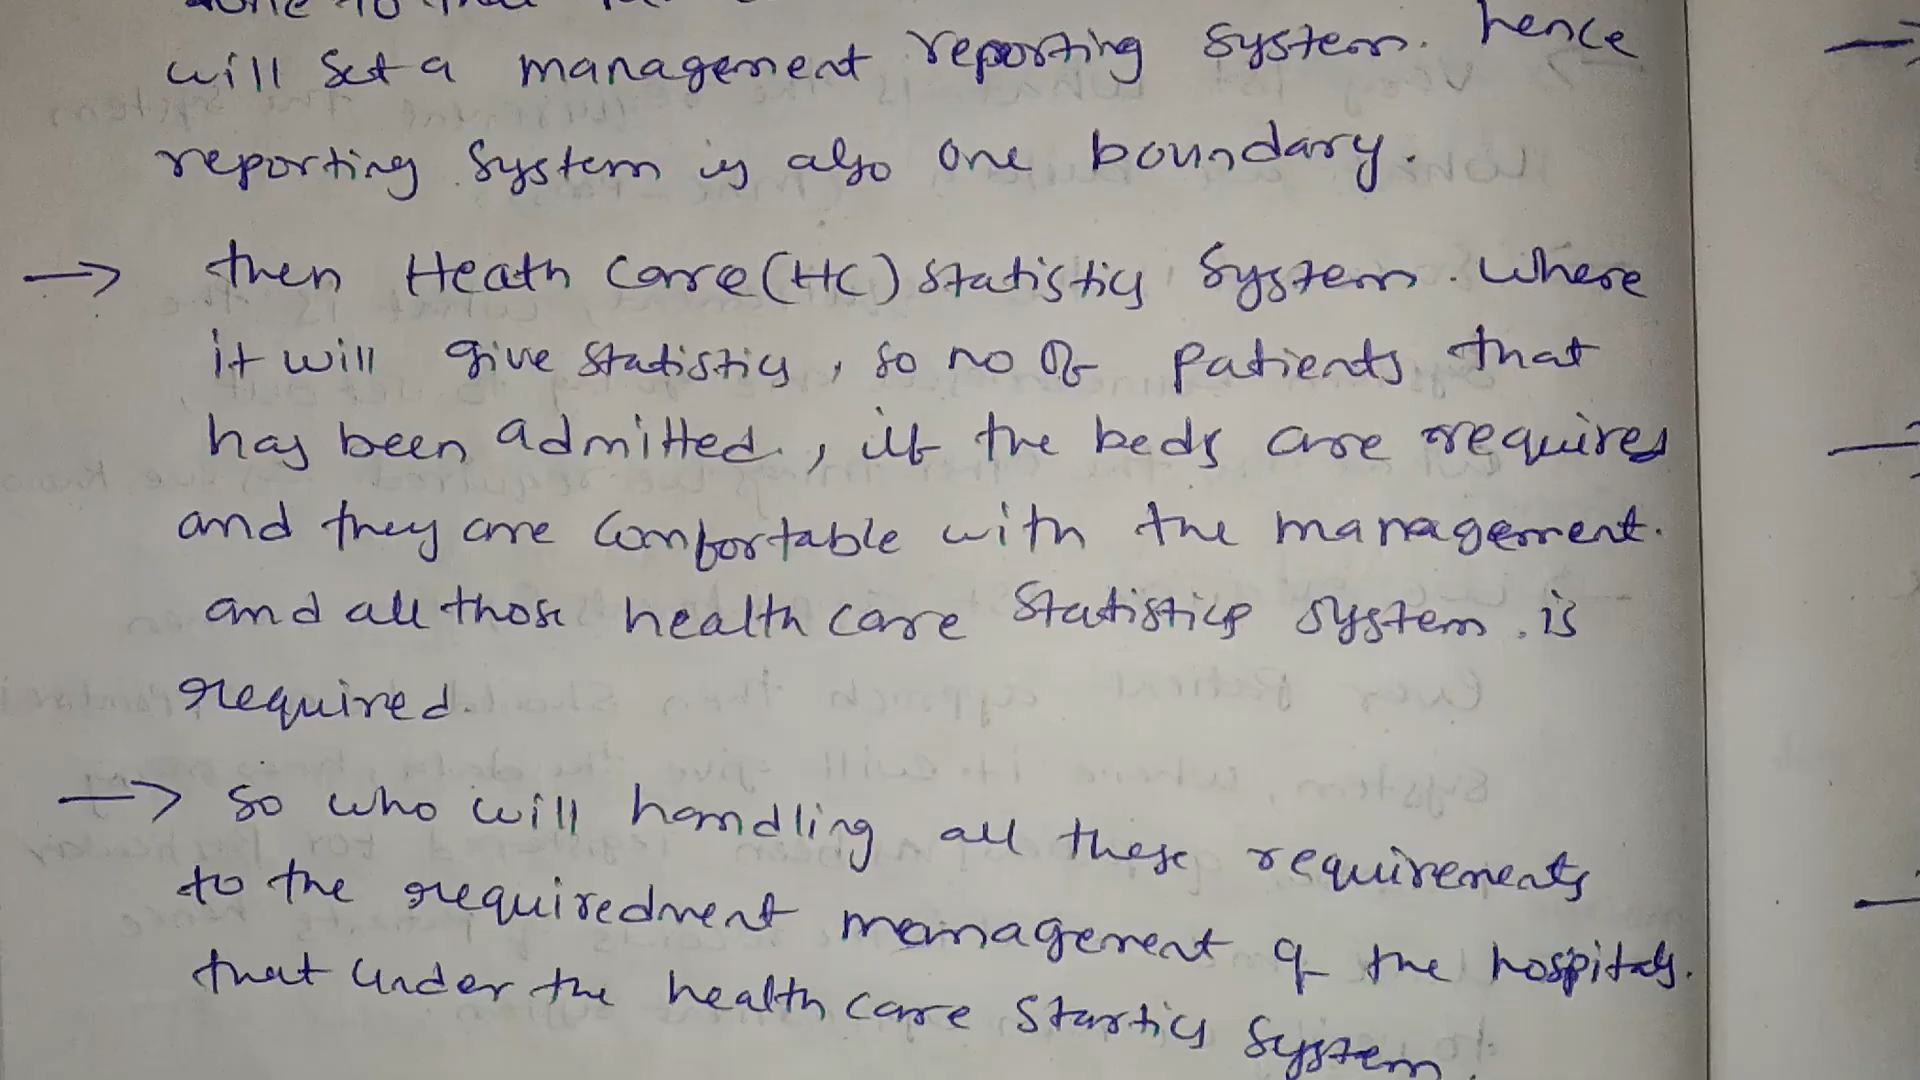 will set a management reporting system. hence
reporting system is also one boundary.
→ then Heath Care (HC) statistics System. Where
it will give statistics, so no of patients that
has been admitted, if the beds are requires
and they are comfortable with the management.
and all those health care statistics system. is
required.
→ So who will handling all these requirements
to the requiredment management of the hospitals.
that under the health care Startics System.